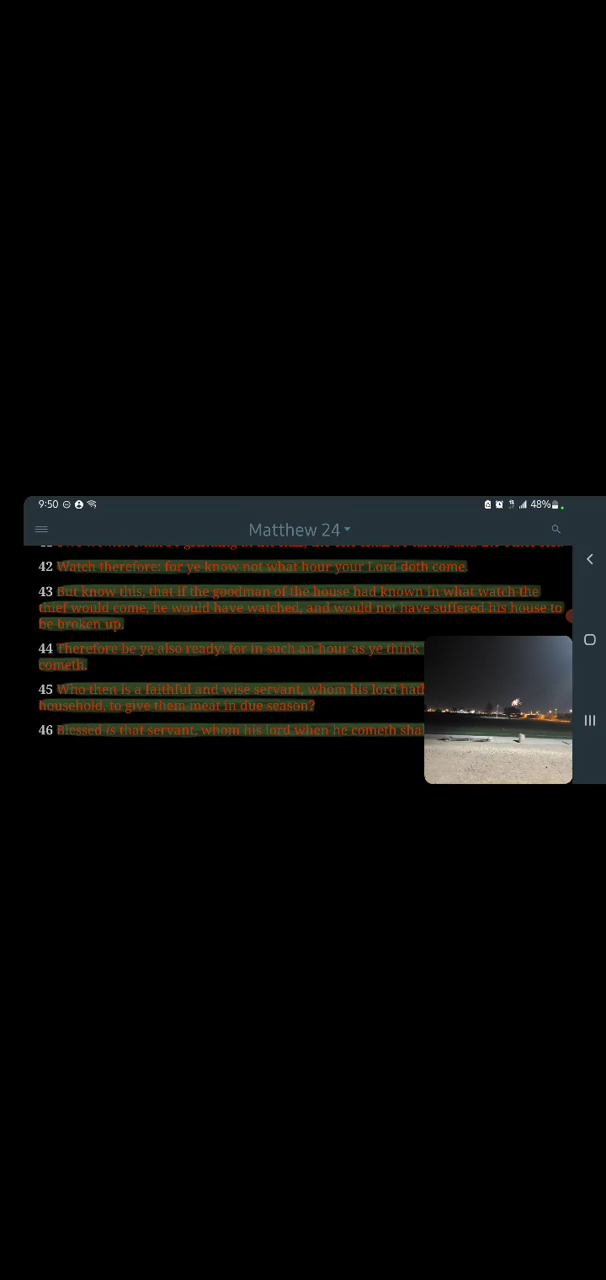 9:50 48%
Matthew 24
42 Watch therefore: for ye know not what hour your Lord doth come.
43 But know this, that if the goodman of the house had known in what watch the
thief would come, he would have watched, and would not have suffered his house to
be broken up.
44 Therefore be ye also ready: for in such an hour as ye think
cometh.
45 Who then is a faithful and wise servant, whom his lord hath
household, to give them meat in due season?
46 Blessed is that servant, whom his lord when he cometh sha